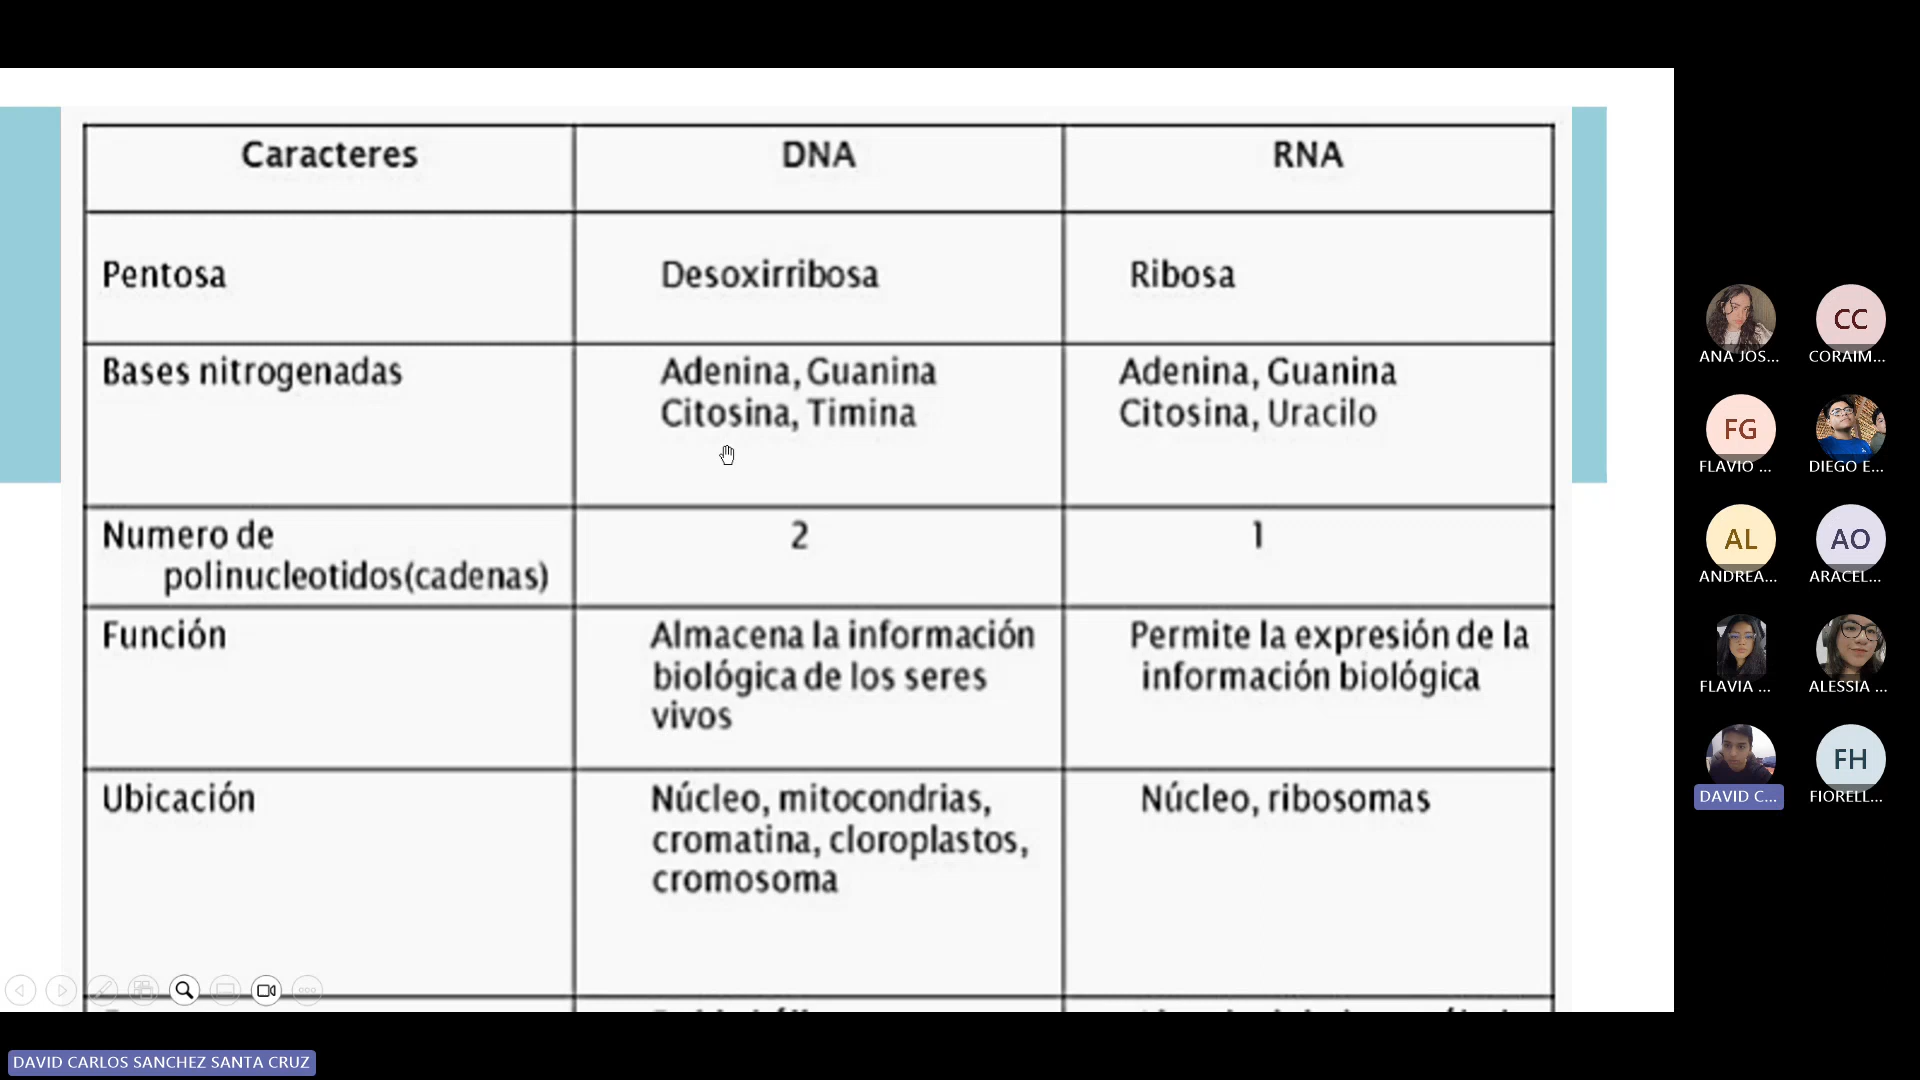 Caracteres
DNA
RNA
Pentosa
Desoxirribosa
Ribosa
Bases nitrogenadas
Adenina, Guanina
Citosina, Timina
Adenina, Guanina
Citosina, Uracilo
Numero de
polinucleotidos(cadenas)
2
1
Función
Almacena la información
biológica de los seres
vivos
Permite la expresión de la
información biológica
Ubicación
Núcleo, mitocondrias,
cromatina, cloroplastos,
cromosoma
Núcleo, ribosomas
ANA JOS...
CC
CORAIM...
FG
FLAVIO ...
DIEGO E...
AL
ANDREA...
AO
ARACEL...
FLAVIA ...
ALESSIA ...
DAVID C...
FH
FIORELL...
DAVID CARLOS SANCHEZ SANTA CRUZ